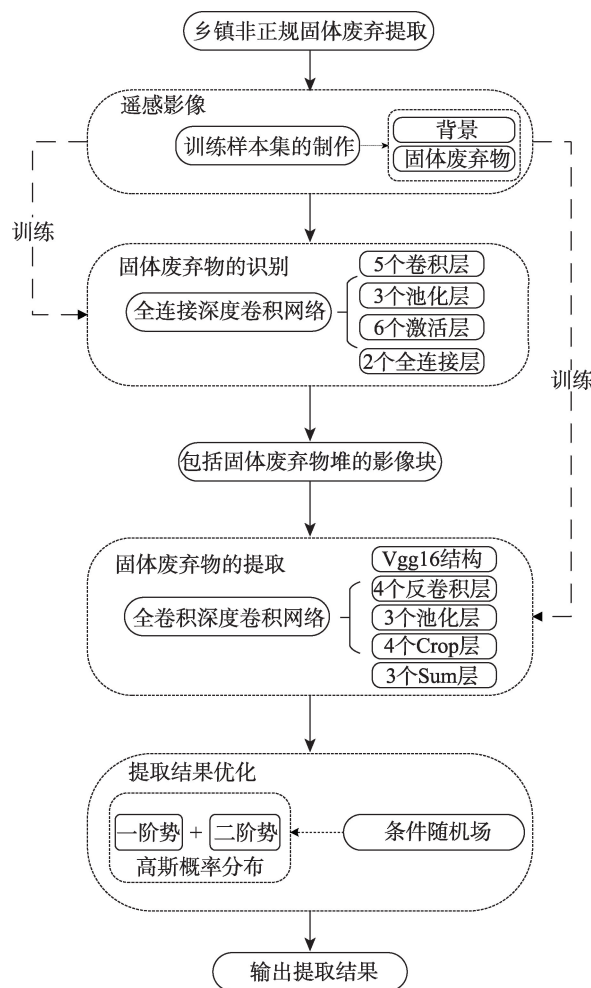 乡镇非正规固体废弃提取
遥感影像
训练样本集的制作
背景
固体废弃物
训练
固体废弃物的识别
全连接深度卷积网络
5个卷积层
3个池化层
6个激活层
2个全连接层
训练
包括固体废弃物堆的影像块
固体废弃物的提取
全卷积深度卷积网络
Vgg16结构
4个反卷积层
3个池化层
4个Crop层
3个Sum层
提取结果优化
一阶势 + 二阶势
高斯概率分布
条件随机场
输出提取结果